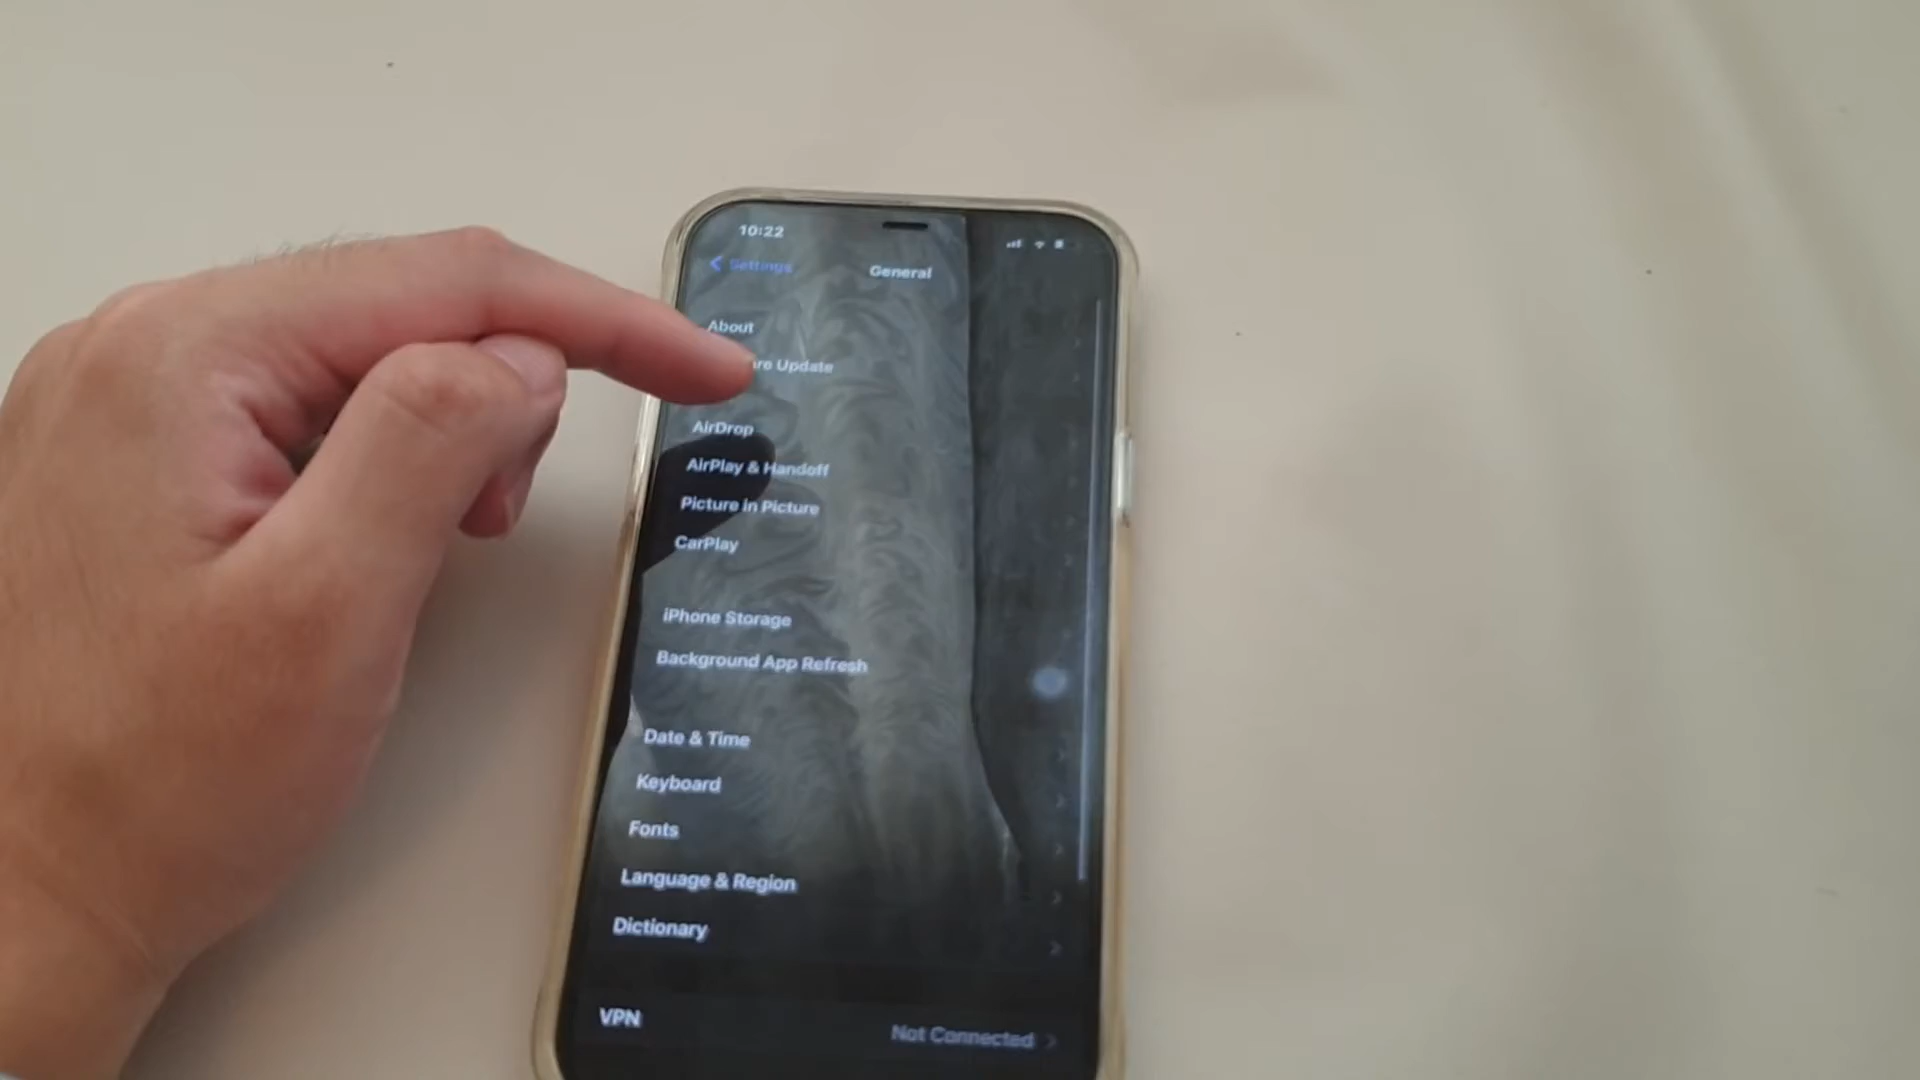 10:22
Settings
General
About
Update
AirDrop
AirPlay & Handoff
Picture in Picture
CarPlay
iPhone Storage
Background App Refresh
Date & Time
Keyboard
Fonts
Language & Region
Dictionary
VPN
Not Connected